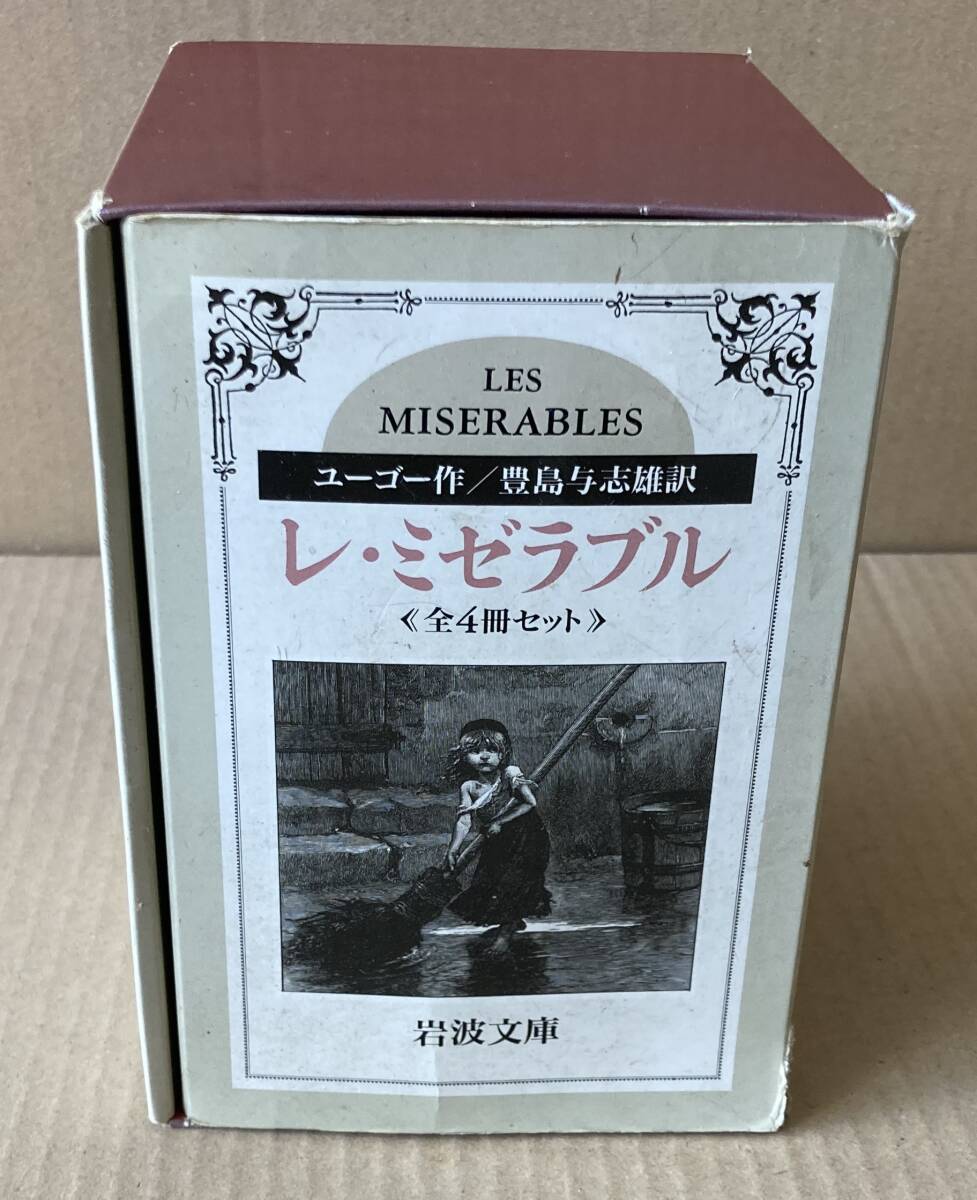 LES
MISERABLES
ユーゴー作／豊島与志雄訳
レ・ミゼラブル
《全4冊セット》
岩波文庫